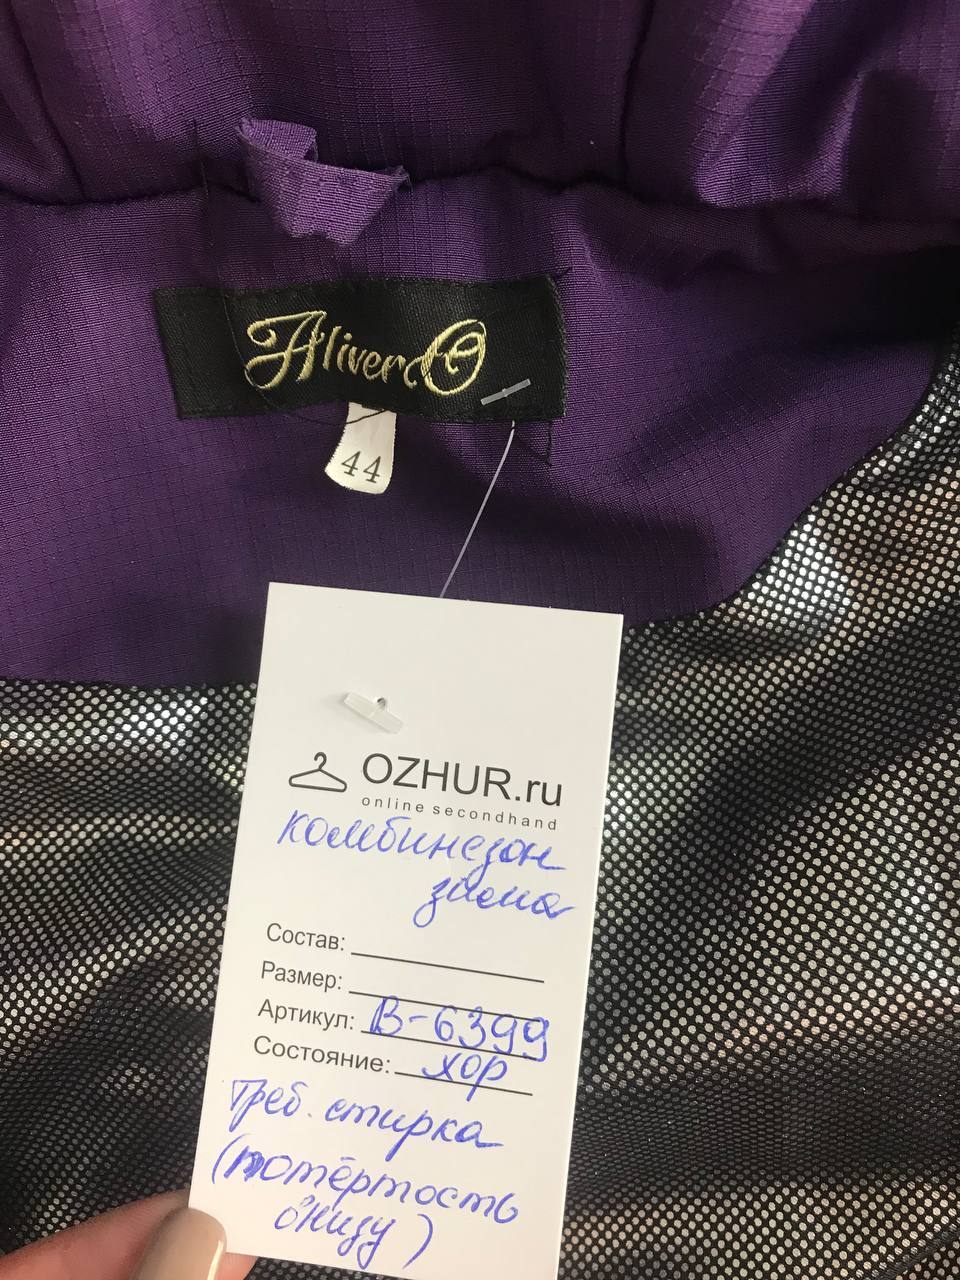 AliverO
44
OZHUR.ru
online secondhand
комбинезон
зима
Состав:
Размер:
Артикул: В-6399
Состояние: хор
Треб. стирка
(потёртость
внизу)